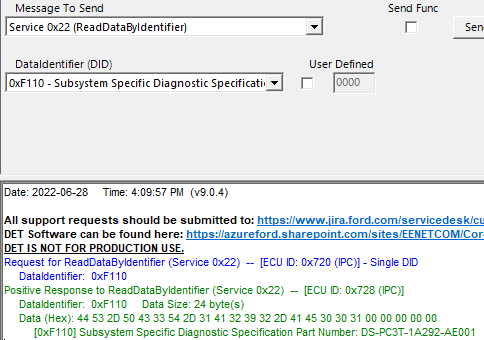 Message To Send
Send Func
Service 0x22 (ReadDataByIdentifier)
Sen
DataIdentifier (DID)
User Defined
0xF110 - Subsystem Specific Diagnostic Specificati
0000
Date: 2022-06-28 Time: 4:09:57 PM (v9.0.4)
All support requests should be submitted to: https://www.jira.ford.com/servicedesk/cu
DET Software can be found here: https://azureford.sharepoint.com/sites/EENETCOM/Cor
DET IS NOT FOR PRODUCTION USE.
Request for ReadDataByIdentifier (Service 0x22) -- [ECU ID: 0x720 (IPC)] - Single DID
DataIdentifier: 0xF110
Positive Response to ReadDataByIdentifier (Service 0x22) -- [ECU ID: 0x728 (IPC)]
DataIdentifier: 0xF110 Data Size: 24 byte(s)
Data (Hex): 44 53 2D 50 43 33 54 2D 31 41 32 39 32 2D 41 45 30 30 31 00 00 00 00 00
[0xF110] Subsystem Specific Diagnostic Specification Part Number: DS-PC3T-1A292-AE001